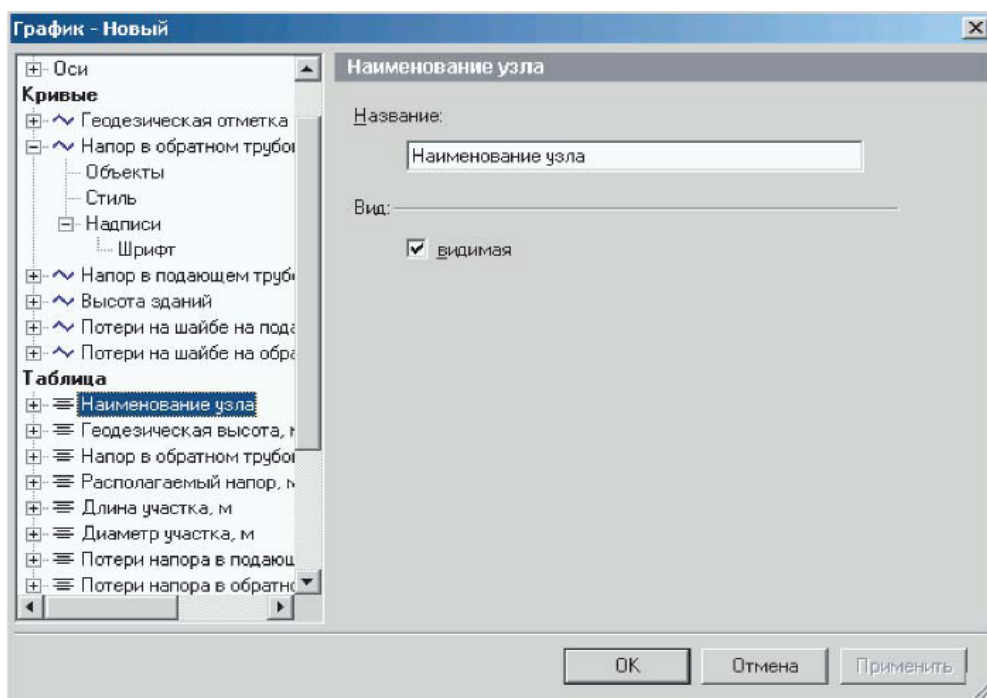 График - Новый
Оси
Кривые
Геодезическая отметка
Напор в обратном трубо
Объекты
Стиль
Надписи
Шрифт
Напор в подающем труб
Высота зданий
Потери на шайбе на пода
Потери на шайбе на обра
Таблица
Наименование узла
Геодезическая высота,
Напор в обратном трубо
Располагаемый напор,
Длина участка, м
Диаметр участка, м
Потери напора в подающ
Потери напора в обратн
Наименование узла
Название:
Наименование узла
Вид:
видимая
OK
Отмена
Применить